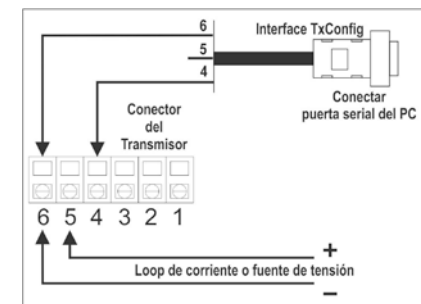 6
5
4
Interface TxConfig
Conectar
puerta serial del PC
Conector
del
Transmisor
6 5 4 3 2 1
+
Loop de corriente o fuente de tensión
–